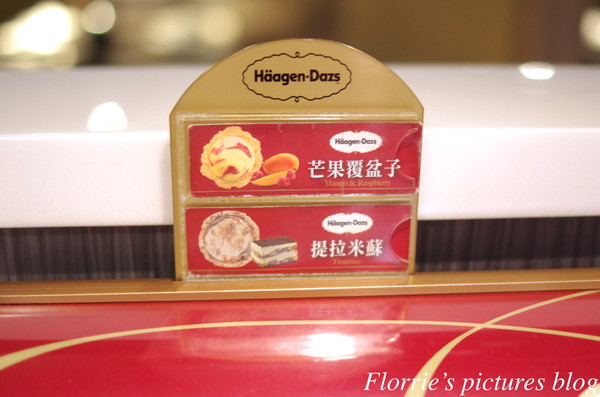 Häagen-Dazs
Häagen-Dazs
芒果覆盆子
Mango & Raspberry
Häagen-Dazs
提拉米蘇
Tiramisu
Florrie's pictures blog